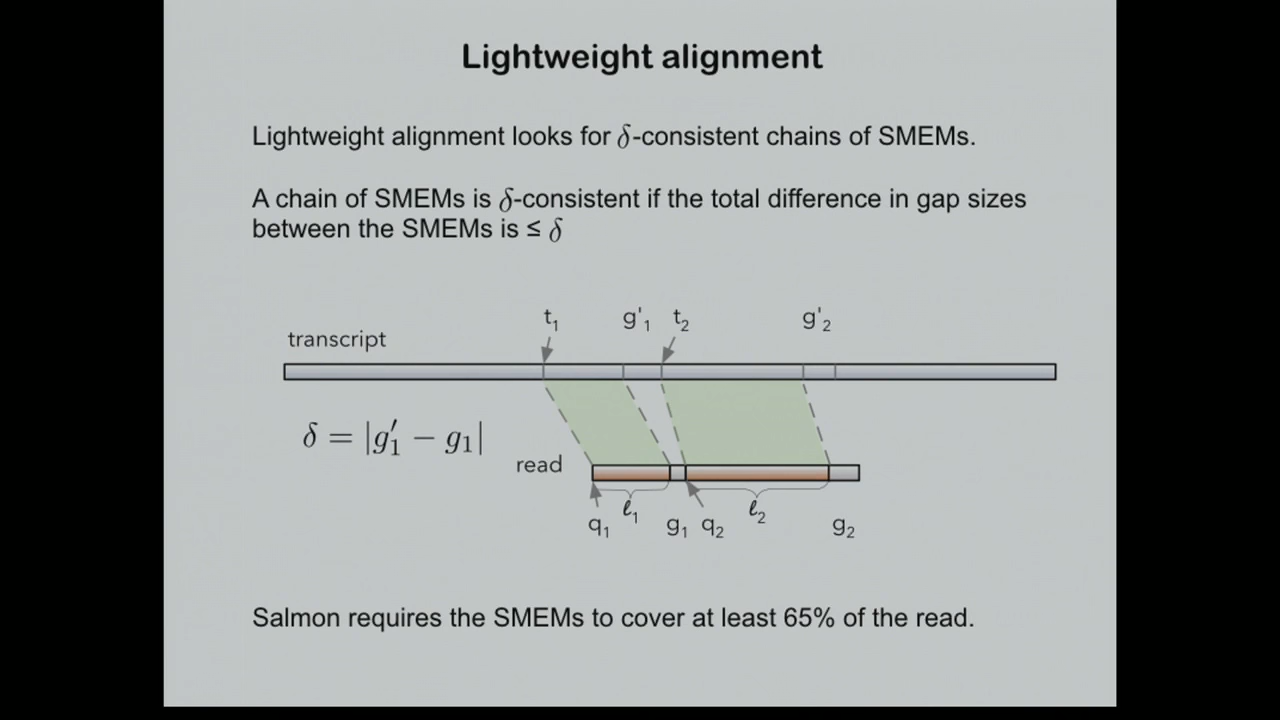 Lightweight alignment
Lightweight alignment looks for δ-consistent chains of SMEMs.
A chain of SMEMs is δ-consistent if the total difference in gap sizes
between the SMEMs is ≤ δ
t₁ g'₁ t₂ g'₂
transcript
δ = |g₁′ − g₁|
read
ℓ₁ ℓ₂
q₁ g₁ q₂ g₂
Salmon requires the SMEMs to cover at least 65% of the read.